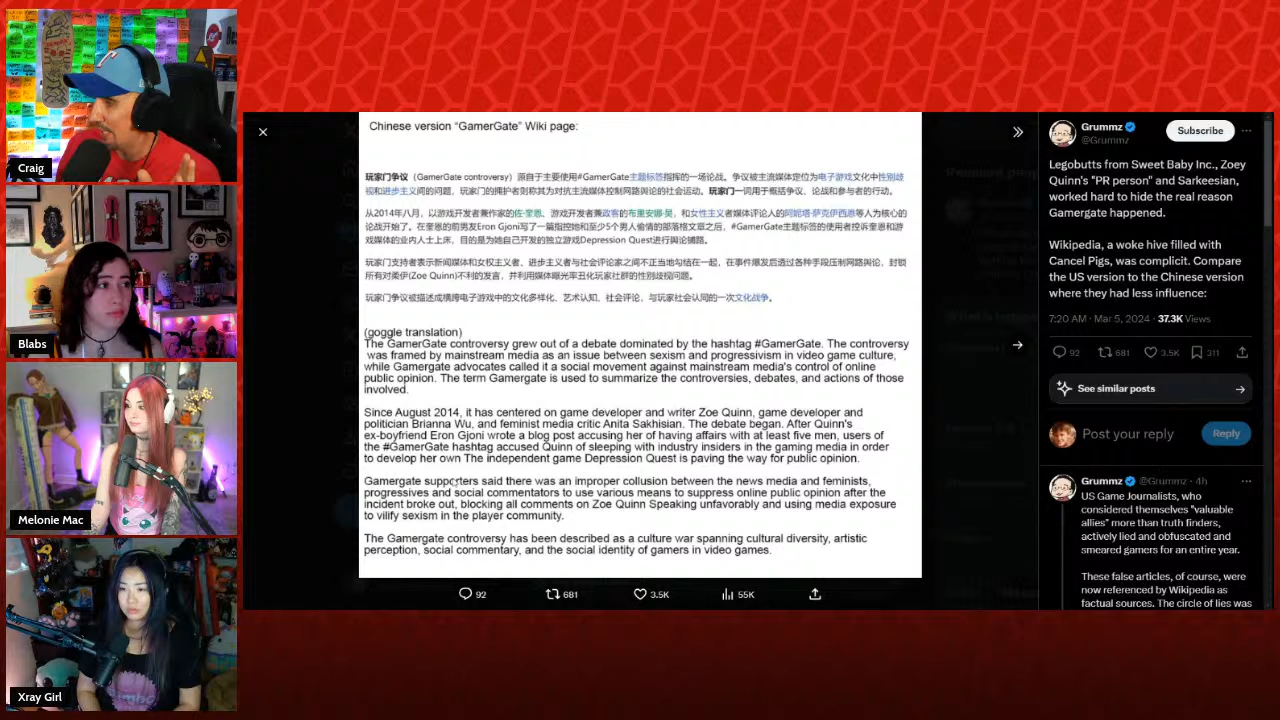 Craig
Blabs
Melonie Mac
Xray Girl
Chinese version “GamerGate” Wiki page:
玩家门争议（GamerGate controversy）源自于主要使用#GamerGate主题标签指挥的一场论战。争议被主流媒体定位为电子游戏文化中性别歧
视和进步主义间的问题，玩家门的拥护者则称其为对抗主流媒体控制网路舆论的社会运动。玩家门一词用于概括争论、论战和参与者的行动。
从2014年八月，以游戏开发者兼作家的佐·奎恩、游戏开发者兼政客的布里安娜·吴，和女性主义者媒体评论人的阿妮塔·萨克伊西恩等人为核心的
论战开始了。在奎恩的前男友Eron Gjoni写了一篇指控她和至少5个男人偷情的部落格文章之后，#GamerGate主题标签的使用者控诉奎恩和游
戏媒体的业内人士上床，目的是为她自己开发的独立游戏Depression Quest进行舆论铺路。
玩家门支持者表示新闻媒体和女权主义者、进步主义者与社会评论家之间不正当地勾结在一起，在事件爆发后透过各种手段压制网路舆论，封锁
所有对柔伊(Zoe Quinn)不利的发言，并利用媒体曝光率丑化玩家社群的性别歧视问题。
玩家门争议被描述成横跨电子游戏中的文化多样化、艺术认知、社会评论、与玩家社会认同的一次文化战争。
(goggle translation)
The GamerGate controversy grew out of a debate dominated by the hashtag #GamerGate. The controversy
was framed by mainstream media as an issue between sexism and progressivism in video game culture,
while Gamergate advocates called it a social movement against mainstream media's control of online
public opinion. The term Gamergate is used to summarize the controversies, debates, and actions of those
involved.
Since August 2014, it has centered on game developer and writer Zoe Quinn, game developer and
politician Brianna Wu, and feminist media critic Anita Sakhisian. The debate began. After Quinn's
ex-boyfriend Eron Gjoni wrote a blog post accusing her of having affairs with at least five men, users of
the #GamerGate hashtag accused Quinn of sleeping with industry insiders in the gaming media in order
to develop her own The independent game Depression Quest is paving the way for public opinion.
Gamergate supporters said there was an improper collusion between the news media and feminists,
progressives and social commentators to use various means to suppress online public opinion after the
incident broke out, blocking all comments on Zoe Quinn Speaking unfavorably and using media exposure
to vilify sexism in the player community.
The Gamergate controversy has been described as a culture war spanning cultural diversity, artistic
perception, social commentary, and the social identity of gamers in video games.
92
681
3.5K
55K
Grummz
@Grummz
Subscribe
Legobutts from Sweet Baby Inc., Zoey
Quinn's "PR person" and Sarkeesian,
worked hard to hide the real reason
Gamergate happened.
Wikipedia, a woke hive filled with
Cancel Pigs, was complicit. Compare
the US version to the Chinese version
where they had less influence:
7:20 AM · Mar 5, 2024 · 37.3K Views
92
681
3.5K
311
See similar posts
Post your reply
Reply
Grummz @Grummz · 4h
US Game Journalists, who
considered themselves "valuable
allies" more than truth finders,
actively lied and obfuscated and
smeared gamers for an entire year.
These false articles, of course, were
now referenced by Wikipedia as
factual sources. The circle of lies was